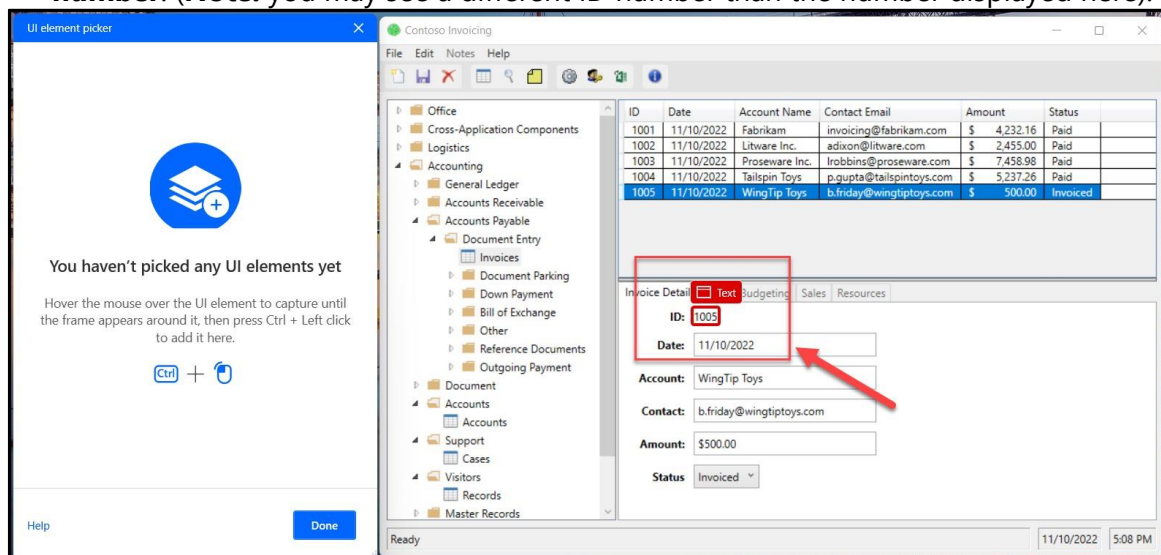 number. (Note: you may see a different ID number than the number displayed here).
UI element picker
You haven't picked any UI elements yet
Hover the mouse over the UI element to capture until
the frame appears around it, then press Ctrl + Left click
to add it here.
Ctrl +
Help
Done
Contoso Invoicing
File Edit Notes Help
Office
Cross-Application Components
Logistics
Accounting
General Ledger
Accounts Receivable
Accounts Payable
Document Entry
Invoices
Document Parking
Down Payment
Bill of Exchange
Other
Reference Documents
Outgoing Payment
Document
Accounts
Accounts
Support
Cases
Visitors
Records
Master Records
ID Date Account Name Contact Email Amount Status
1001 11/10/2022 Fabrikam invoicing@fabrikam.com $ 4,232.16 Paid
1002 11/10/2022 Litware Inc. adixon@litware.com $ 2,455.00 Paid
1003 11/10/2022 Proseware Inc. lrobbins@proseware.com $ 7,458.98 Paid
1004 11/10/2022 Tailspin Toys p.gupta@tailspintoys.com $ 5,237.26 Paid
1005 11/10/2022 WingTip Toys b.friday@wingtiptoys.com $ 500.00 Invoiced
Invoice Detail Text Budgeting Sales Resources
ID: 1005
Date: 11/10/2022
Account: WingTip Toys
Contact: b.friday@wingtiptoys.com
Amount: $500.00
Status Invoiced
Ready
11/10/2022 5:08 PM